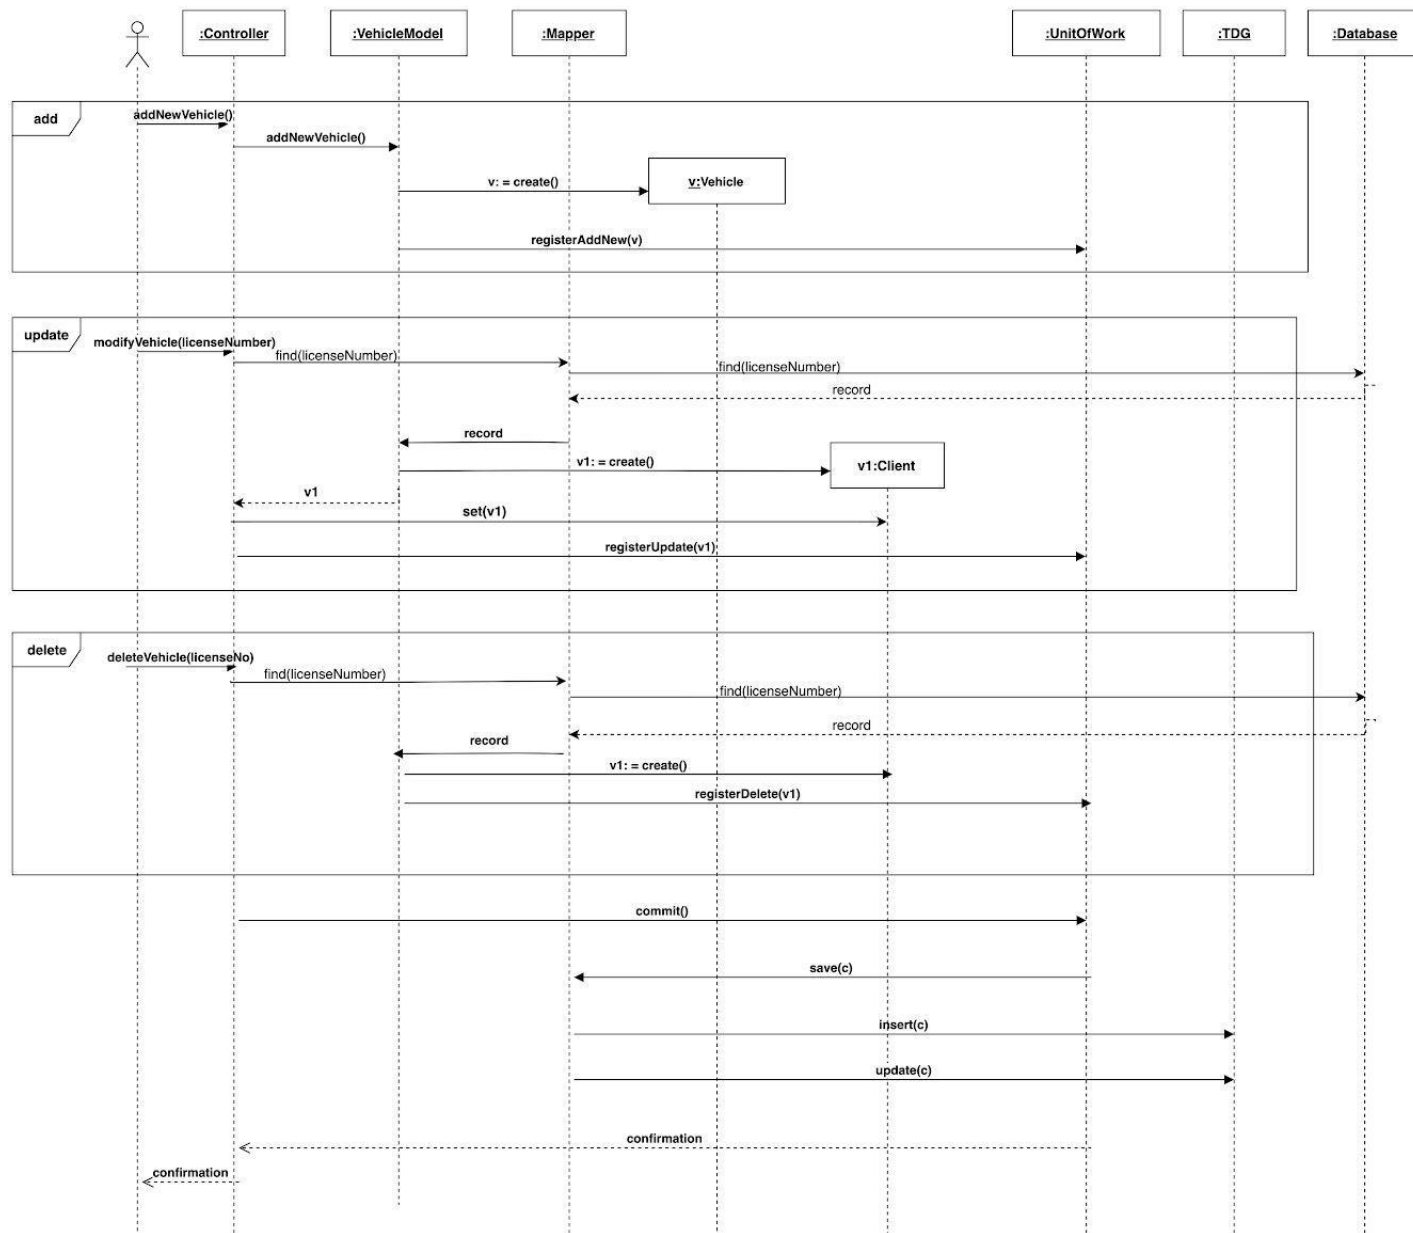 :Controller
:VehicleModel
:Mapper
:UnitOfWork
:TDG
:Database
add
addNewVehicle()
addNewVehicle()
v: = create()
v:Vehicle
registerAddNew(v)
update
modifyVehicle(licenseNumber)
find(licenseNumber)
find(licenseNumber)
record
record
v1: = create()
v1:Client
v1
set(v1)
registerUpdate(v1)
delete
deleteVehicle(licenseNo)
find(licenseNumber)
find(licenseNumber)
record
record
v1: = create()
registerDelete(v1)
commit()
save(c)
insert(c)
update(c)
confirmation
confirmation